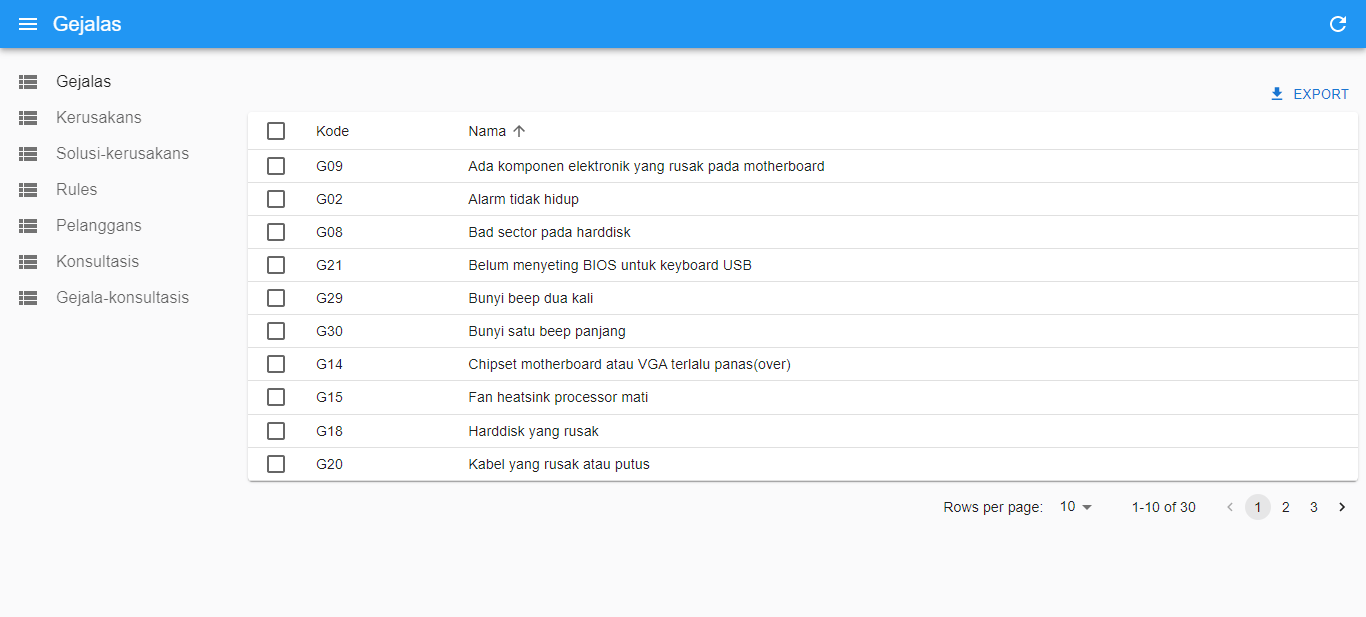 Gejalas
Gejalas
Kerusakans
Solusi-kerusakans
Rules
Pelanggans
Konsultasis
Gejala-konsultasis
EXPORT
Kode Nama
G09 Ada komponen elektronik yang rusak pada motherboard
G02 Alarm tidak hidup
G08 Bad sector pada harddisk
G21 Belum menyeting BIOS untuk keyboard USB
G29 Bunyi beep dua kali
G30 Bunyi satu beep panjang
G14 Chipset motherboard atau VGA terlalu panas(over)
G15 Fan heatsink processor mati
G18 Harddisk yang rusak
G20 Kabel yang rusak atau putus
Rows per page: 10 1-10 of 30 1 2 3